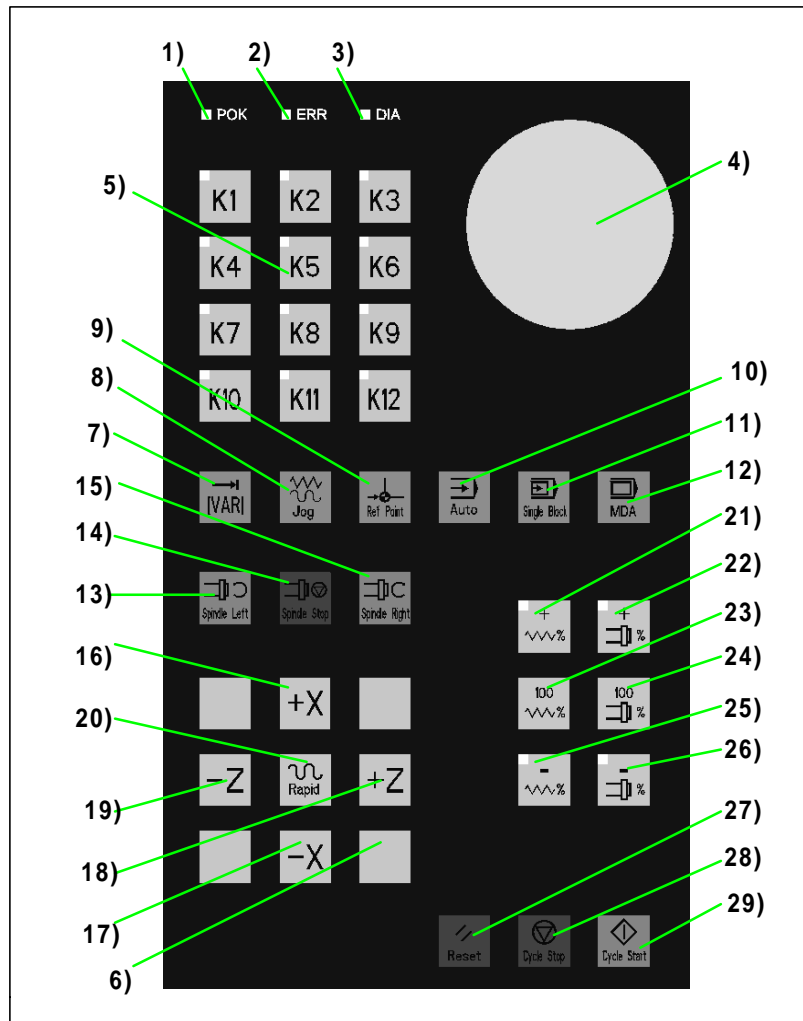 1) 2) 3)
POK ERR DIA
4)
5)
K1 K2 K3
K4 K5 K6
9)
K7 K8 K9
8)
10)
K10 K11 K12
11)
7)
12)
15)
|VAR| Jog Ref Point Auto Single Block MDA
14)
21)
22)
13)
Spindle Left Spindle Stop Spindle Right
23)
+ %
+ %
16)
24)
20)
+X
100 %
100 %
25)
26)
-Z Rapid +Z
- %
- %
19)
27)
18)
-X
28)
17)
29)
6)
Reset Cycle Stop Cycle Start